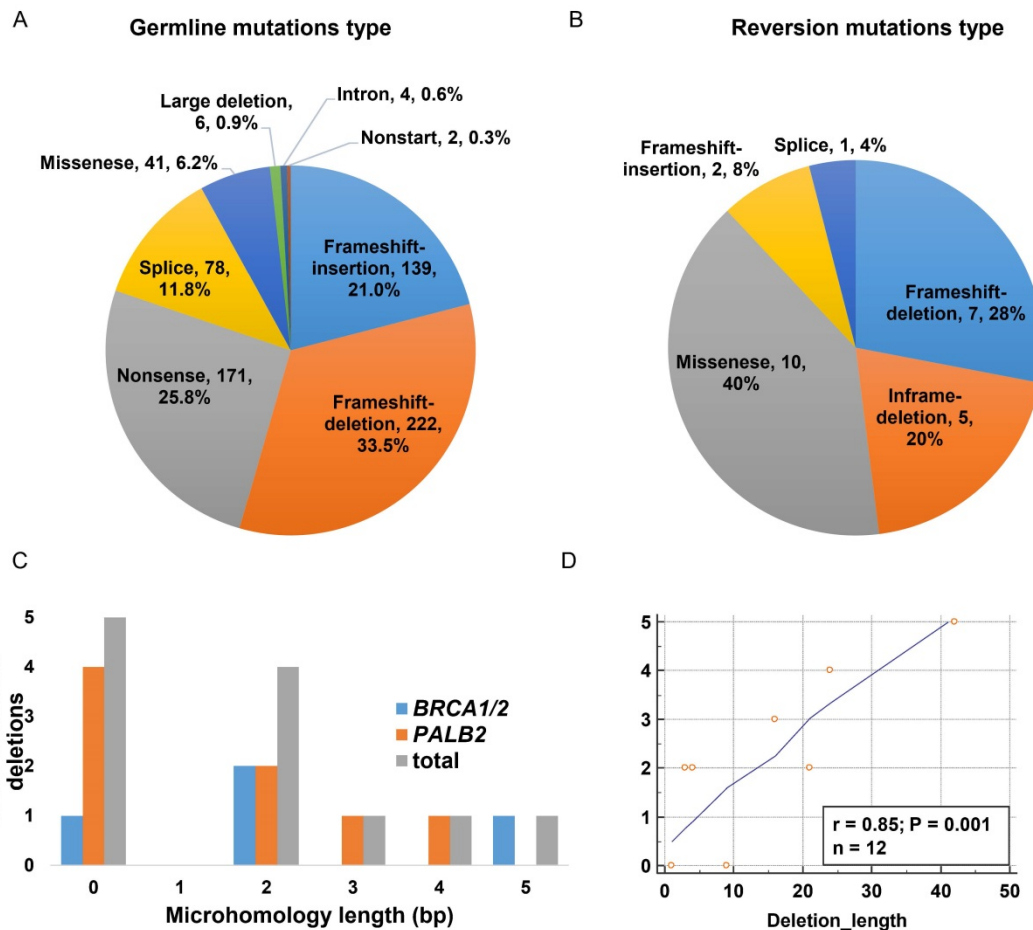 A
Germline mutations type
Large deletion,
6, 0.9%
Intron, 4, 0.6%
Nonstart, 2, 0.3%
Missenese, 41, 6.2%
Frameshift-
insertion, 139,
21.0%
Splice, 78,
11.8%
Nonsense, 171,
25.8%
Frameshift-
deletion, 222,
33.5%
B
Reversion mutations type
Frameshift-
insertion, 2, 8%
Splice, 1, 4%
Frameshift-
deletion, 7, 28%
Missenese, 10,
40%
Inframe-
deletion, 5,
20%
C
5
4
3
2
1
0
deletions
BRCA1/2
PALB2
total
0 1 2 3 4 5
Microhomology length (bp)
D
5
4
3
2
1
0
r = 0.85; P = 0.001
n = 12
0 10 20 30 40 50
Deletion_length